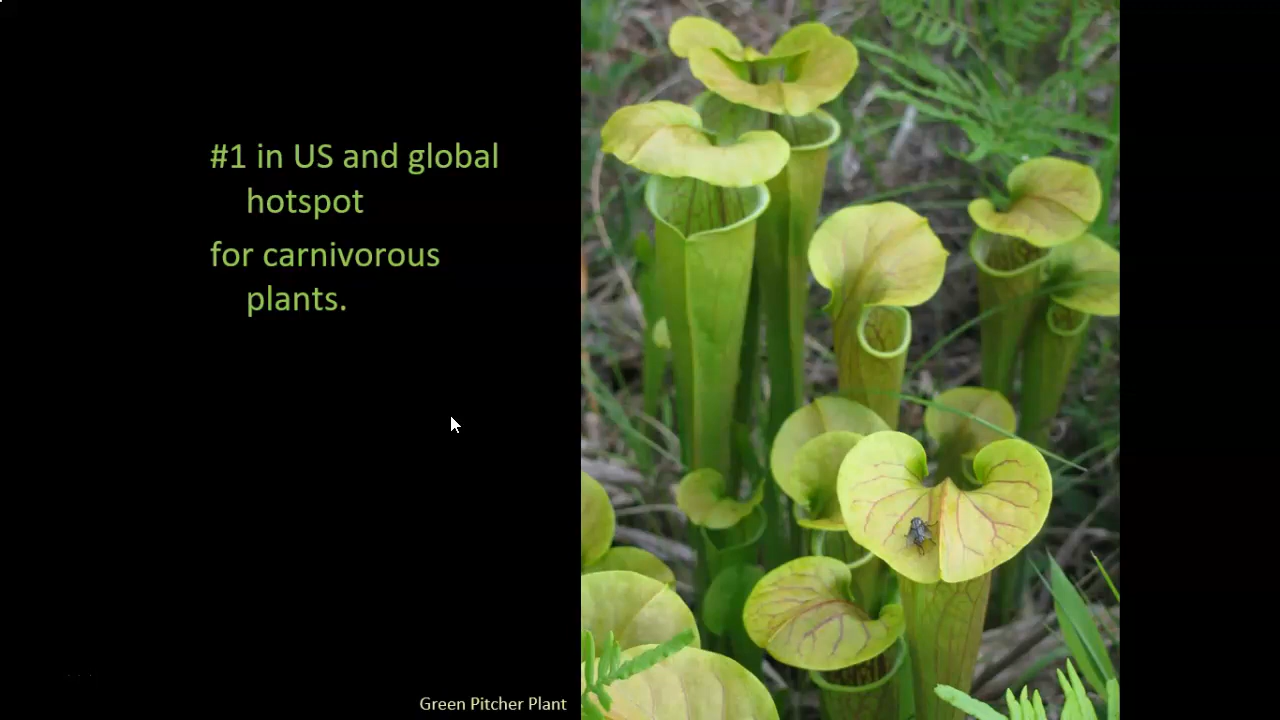 #1 in US and global
hotspot
for carnivorous
plants.
Green Pitcher Plant